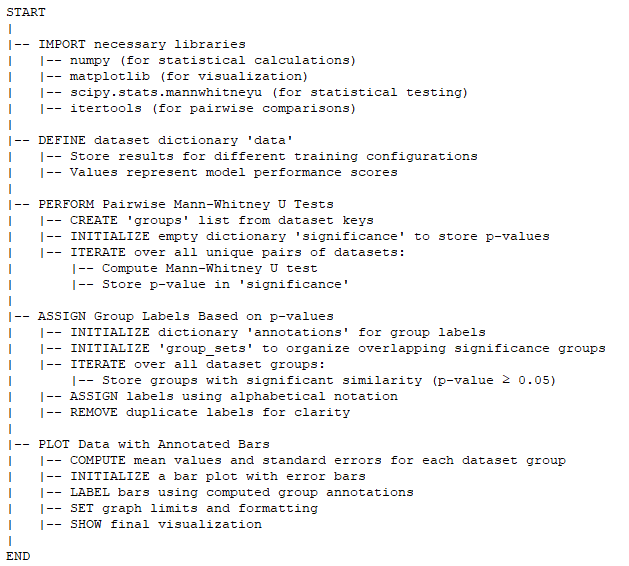 START
|
|-- IMPORT necessary libraries
|   |-- numpy (for statistical calculations)
|   |-- matplotlib (for visualization)
|   |-- scipy.stats.mannwhitneyu (for statistical testing)
|   |-- itertools (for pairwise comparisons)
|
|-- DEFINE dataset dictionary 'data'
|   |-- Store results for different training configurations
|   |-- Values represent model performance scores
|
|-- PERFORM Pairwise Mann-Whitney U Tests
|   |-- CREATE 'groups' list from dataset keys
|   |-- INITIALIZE empty dictionary 'significance' to store p-values
|   |-- ITERATE over all unique pairs of datasets:
|       |-- Compute Mann-Whitney U test
|       |-- Store p-value in 'significance'
|
|-- ASSIGN Group Labels Based on p-values
|   |-- INITIALIZE dictionary 'annotations' for group labels
|   |-- INITIALIZE 'group_sets' to organize overlapping significance groups
|   |-- ITERATE over all dataset groups:
|       |-- Store groups with significant similarity (p-value ≥ 0.05)
|   |-- ASSIGN labels using alphabetical notation
|   |-- REMOVE duplicate labels for clarity
|
|-- PLOT Data with Annotated Bars
|   |-- COMPUTE mean values and standard errors for each dataset group
|   |-- INITIALIZE a bar plot with error bars
|   |-- LABEL bars using computed group annotations
|   |-- SET graph limits and formatting
|   |-- SHOW final visualization
|
END